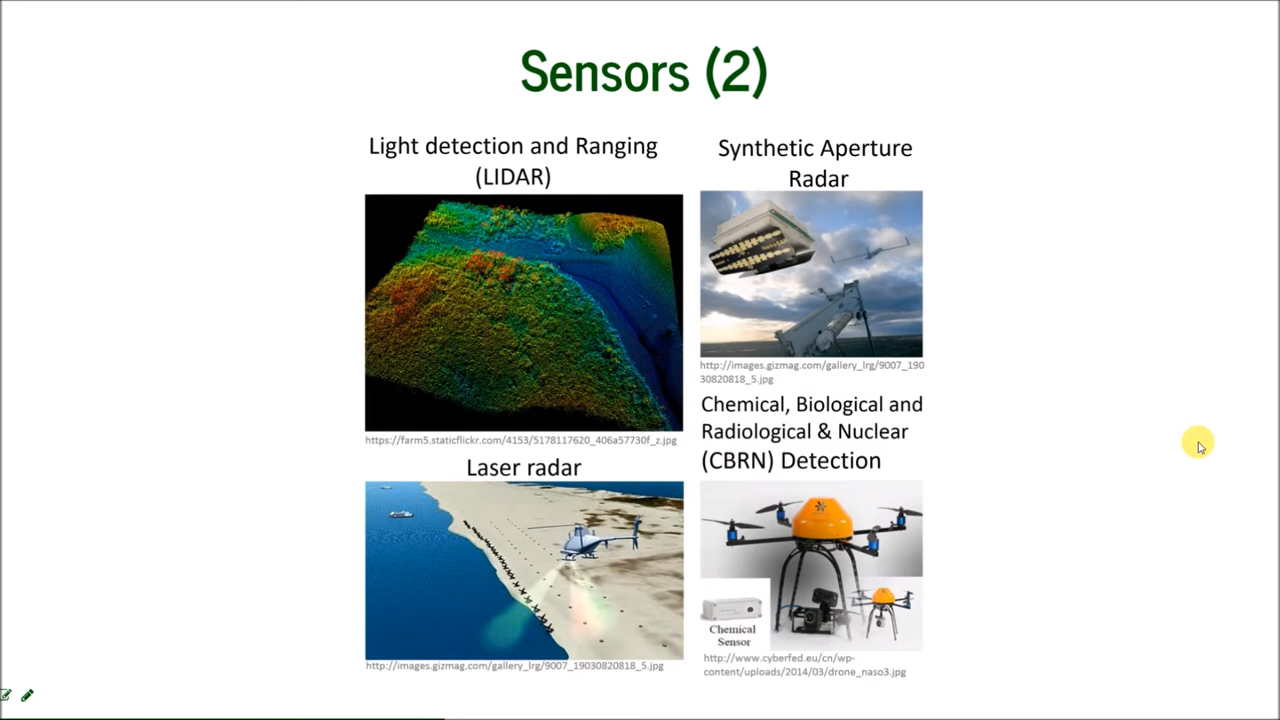 Sensors (2)
Light detection and Ranging
(LIDAR)
https://farm5.staticflickr.com/4153/5178117620_406a57730f_z.jpg
Synthetic Aperture
Radar
http://images.gizmag.com/gallery_lrg/9007_190
30820818_5.jpg
Laser radar
http://images.gizmag.com/gallery_lrg/9007_19030820818_5.jpg
Chemical, Biological and
Radiological & Nuclear
(CBRN) Detection
Chemical
Sensor
http://www.cyberfed.eu/cn/wp-
content/uploads/2014/03/drone_naso3.jpg